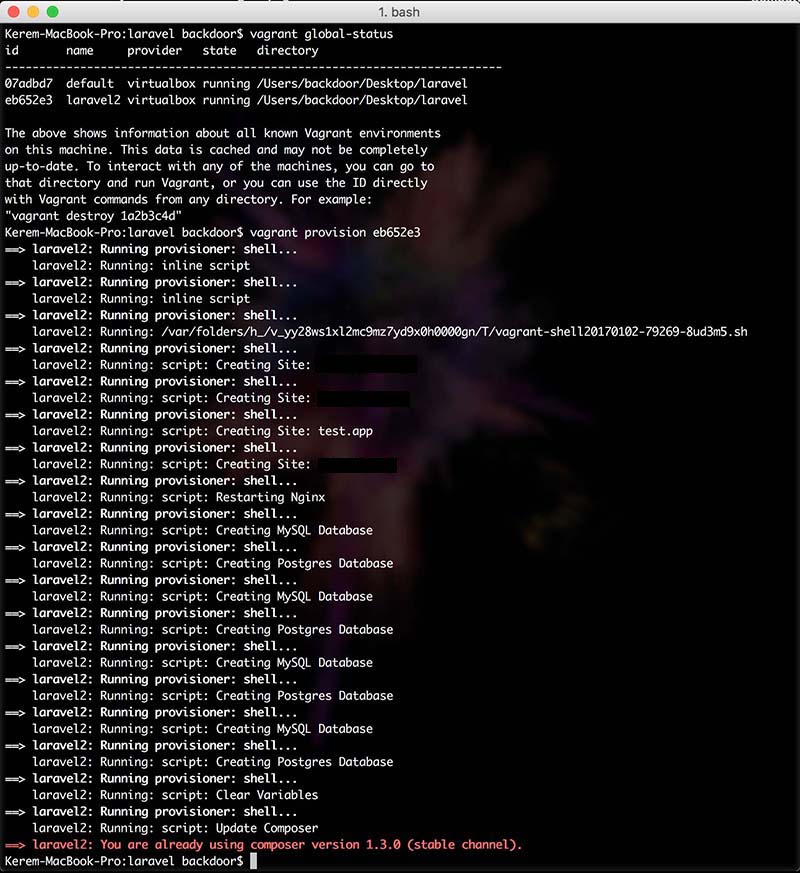 1. bash
Kerem-MacBook-Pro:laravel backdoor$ vagrant global-status
id       name     provider   state   directory
-------------------------------------------------------------------------
07adbd7  default  virtualbox running /Users/backdoor/Desktop/laravel
eb652e3  laravel2 virtualbox running /Users/backdoor/Desktop/laravel
The above shows information about all known Vagrant environments
on this machine. This data is cached and may not be completely
up-to-date. To interact with any of the machines, you can go to
that directory and run Vagrant, or you can use the ID directly
with Vagrant commands from any directory. For example:
"vagrant destroy 1a2b3c4d"
Kerem-MacBook-Pro:laravel backdoor$ vagrant provision eb652e3
==> laravel2: Running provisioner: shell...
    laravel2: Running: inline script
==> laravel2: Running provisioner: shell...
    laravel2: Running: inline script
==> laravel2: Running provisioner: shell...
    laravel2: Running: /var/folders/h_/v_yy28ws1xl2mc9mz7yd9x0h0000gn/T/vagrant-shell20170102-79269-8ud3m5.sh
==> laravel2: Running provisioner: shell...
    laravel2: Running: script: Creating Site:
==> laravel2: Running provisioner: shell...
    laravel2: Running: script: Creating Site:
==> laravel2: Running provisioner: shell...
    laravel2: Running: script: Creating Site: test.app
==> laravel2: Running provisioner: shell...
    laravel2: Running: script: Creating Site:
==> laravel2: Running provisioner: shell...
    laravel2: Running: script: Restarting Nginx
==> laravel2: Running provisioner: shell...
    laravel2: Running: script: Creating MySQL Database
==> laravel2: Running provisioner: shell...
    laravel2: Running: script: Creating Postgres Database
==> laravel2: Running provisioner: shell...
    laravel2: Running: script: Creating MySQL Database
==> laravel2: Running provisioner: shell...
    laravel2: Running: script: Creating Postgres Database
==> laravel2: Running provisioner: shell...
    laravel2: Running: script: Creating MySQL Database
==> laravel2: Running provisioner: shell...
    laravel2: Running: script: Creating Postgres Database
==> laravel2: Running provisioner: shell...
    laravel2: Running: script: Creating MySQL Database
==> laravel2: Running provisioner: shell...
    laravel2: Running: script: Creating Postgres Database
==> laravel2: Running provisioner: shell...
    laravel2: Running: script: Clear Variables
==> laravel2: Running provisioner: shell...
    laravel2: Running: script: Update Composer
==> laravel2: You are already using composer version 1.3.0 (stable channel).
Kerem-MacBook-Pro:laravel backdoor$